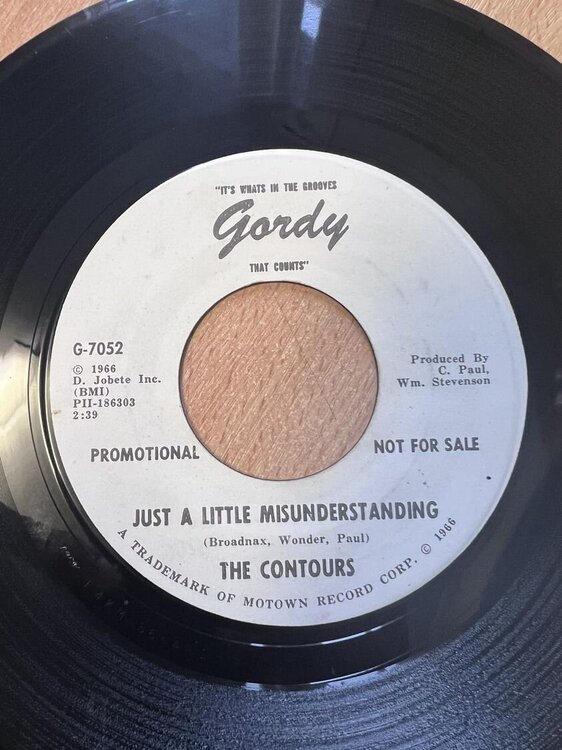 "IT'S WHATS IN THE GROOVES
Gordy
THAT COUNTS"
G-7052
© 1966
D. Jobete Inc.
(BMI)
PII-186303
2:39
Produced By
C. Paul,
Wm. Stevenson
PROMOTIONAL
NOT FOR SALE
JUST A LITTLE MISUNDERSTANDING
(Broadnax, Wonder, Paul)
THE CONTOURS
A TRADEMARK OF MOTOWN RECORD CORP. © 1966